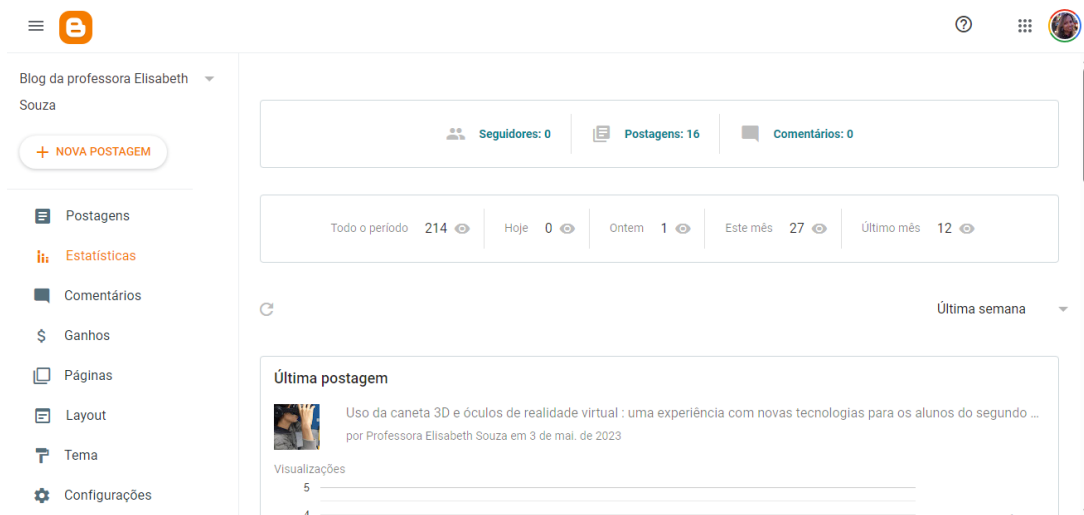 Blog da professora Elisabeth
Souza
NOVA POSTAGEM
Postagens
Estatísticas
Comentários
Ganhos
Páginas
Layout
Tema
Configurações
Seguidores: 0
Postagens: 16
Comentários: 0
Todo o período 214
Hoje 0
Ontem 1
Este mês 27
Último mês 12
Última semana
Última postagem
Uso da caneta 3D e óculos de realidade virtual : uma experiência com novas tecnologias para os alunos do segundo ...
por Professora Elisabeth Souza em 3 de mai. de 2023
Visualizações
5
4